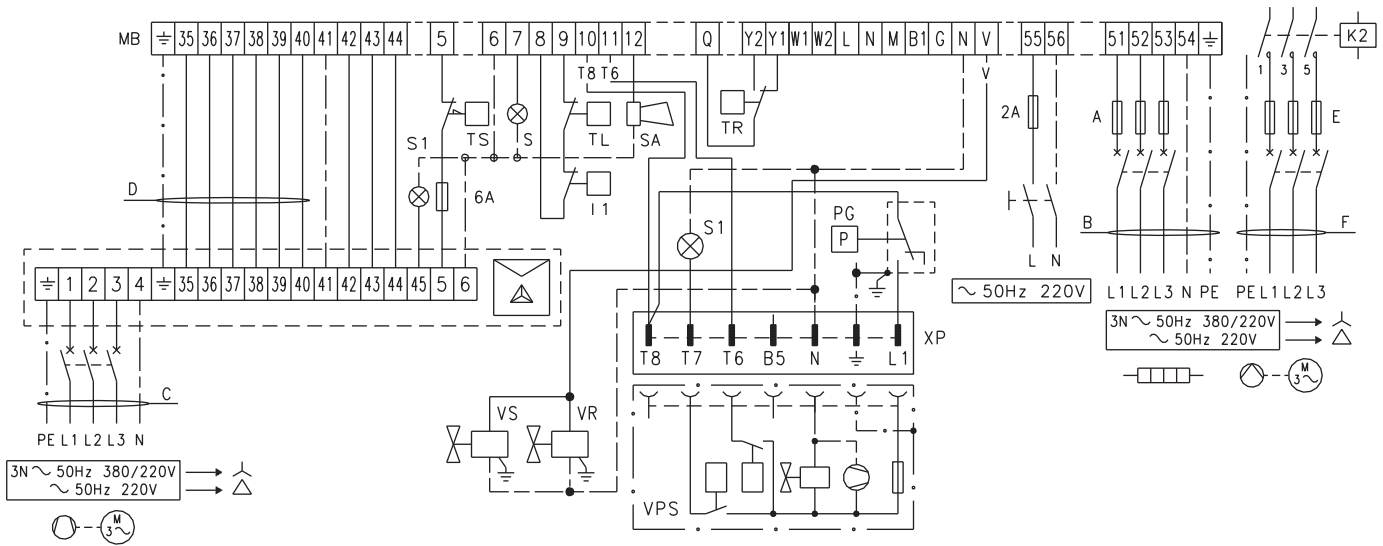 MB 35 36 37 38 39 40 41 42 43 44 5 6 7 8 9 10 11 12 Q Y2 Y1 W1 W2 L N M B1 G N V 55 56 51 52 53 54 K2
T8 T6 V 1 3 5
TS S TL SA TR 2A A E
S1 6A I1
D PG P S1 B F
L N
~ 50Hz 220V
L1 L2 L3 N PE PE L1 L2 L3
1 2 3 4 35 36 37 38 39 40 41 42 43 44 45 5 6
3N ~ 50Hz 380/220V
~ 50Hz 220V
XP
T8 T7 T6 B5 N L1
M
3~
C
VS VR
PE L1 L2 L3 N
3N ~ 50Hz 380/220V
~ 50Hz 220V
VPS
M
3~